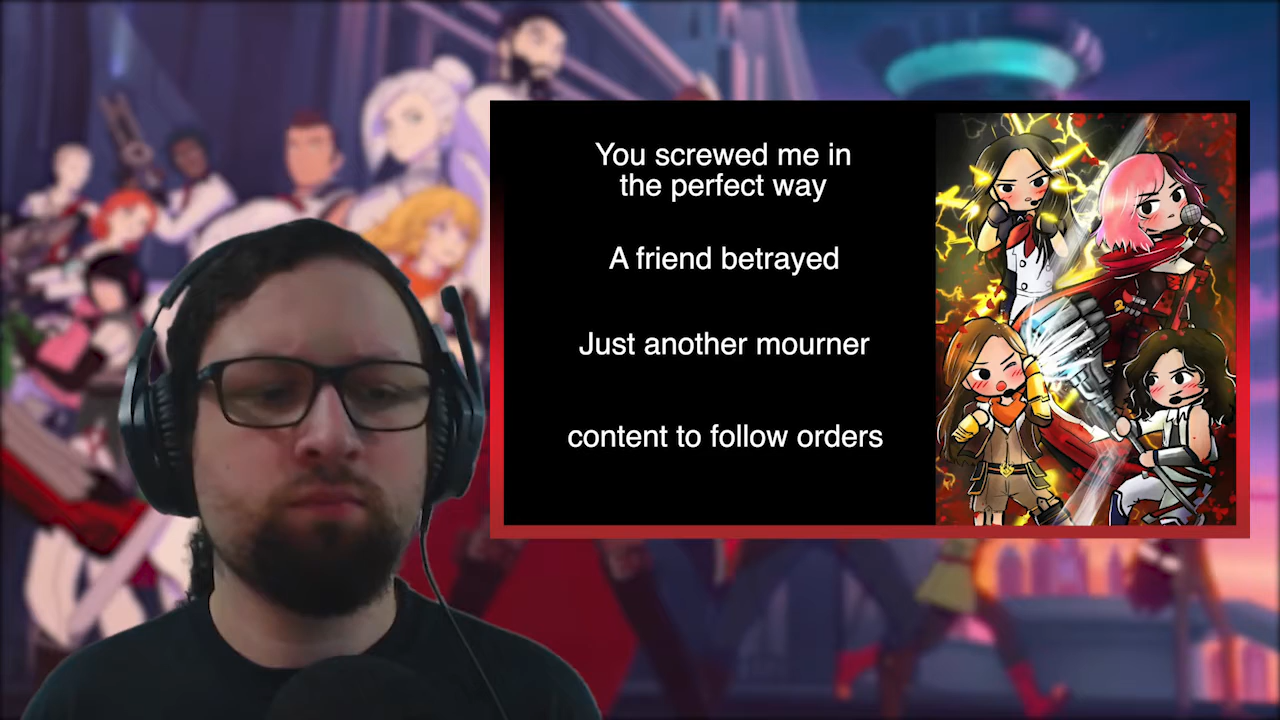 You screwed me in
the perfect way
A friend betrayed
Just another mourner
content to follow orders